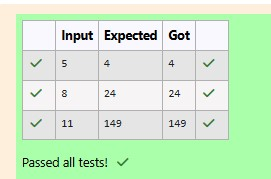 Input Expected Got
5 4 4
8 24 24
11 149 149
Passed all tests!